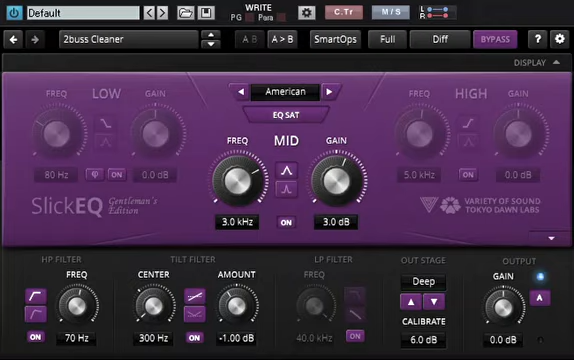 Default
WRITE
PG
Para
C.Tr
M / S
L
R
2buss Cleaner
A B
A > B
SmartOps
Full
Diff
BYPASS
?
DISPLAY
American
EQ SAT
FREQ
LOW
GAIN
80 Hz
ON
0.0 dB
FREQ
MID
GAIN
3.0 kHz
ON
3.0 dB
FREQ
HIGH
GAIN
5.0 kHz
ON
0.0 dB
SlickEQ Gentleman's Edition
VARIETY OF SOUND
TOKYO DAWN LABS
HP FILTER
FREQ
ON
70 Hz
TILT FILTER
CENTER
AMOUNT
300 Hz
ON
-1.00 dB
LP FILTER
FREQ
40.0 kHz
ON
OUT STAGE
Deep
CALIBRATE
6.0 dB
OUTPUT
GAIN
A
0.0 dB